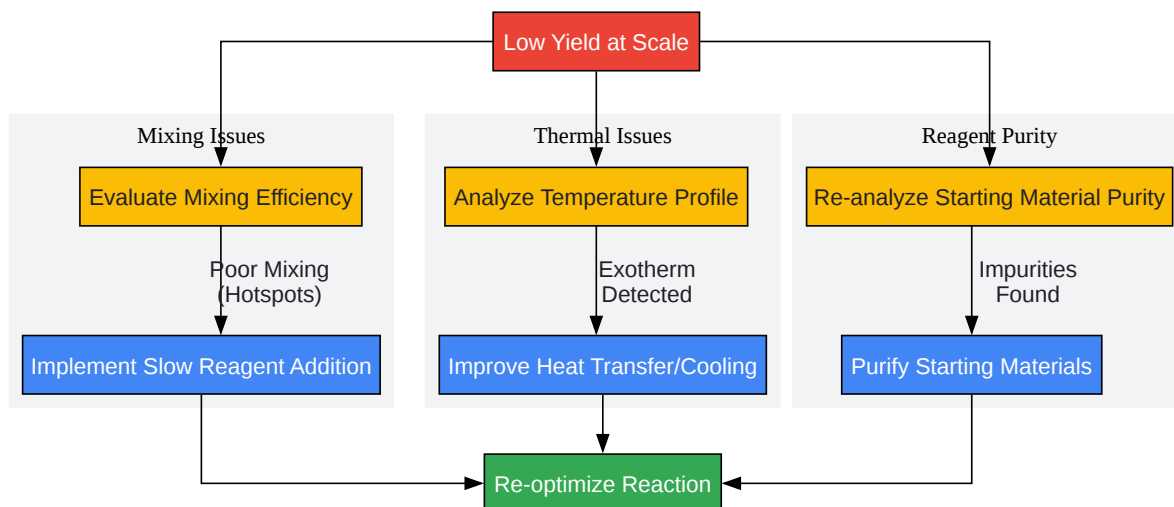 Low Yield at Scale
Mixing Issues
Thermal Issues
Reagent Purity
Evaluate Mixing Efficiency
Analyze Temperature Profile
Re-analyze Starting Material Purity
Poor Mixing
(Hotspots)
Exotherm
Detected
Impurities
Found
Implement Slow Reagent Addition
Improve Heat Transfer/Cooling
Purify Starting Materials
Re-optimize Reaction